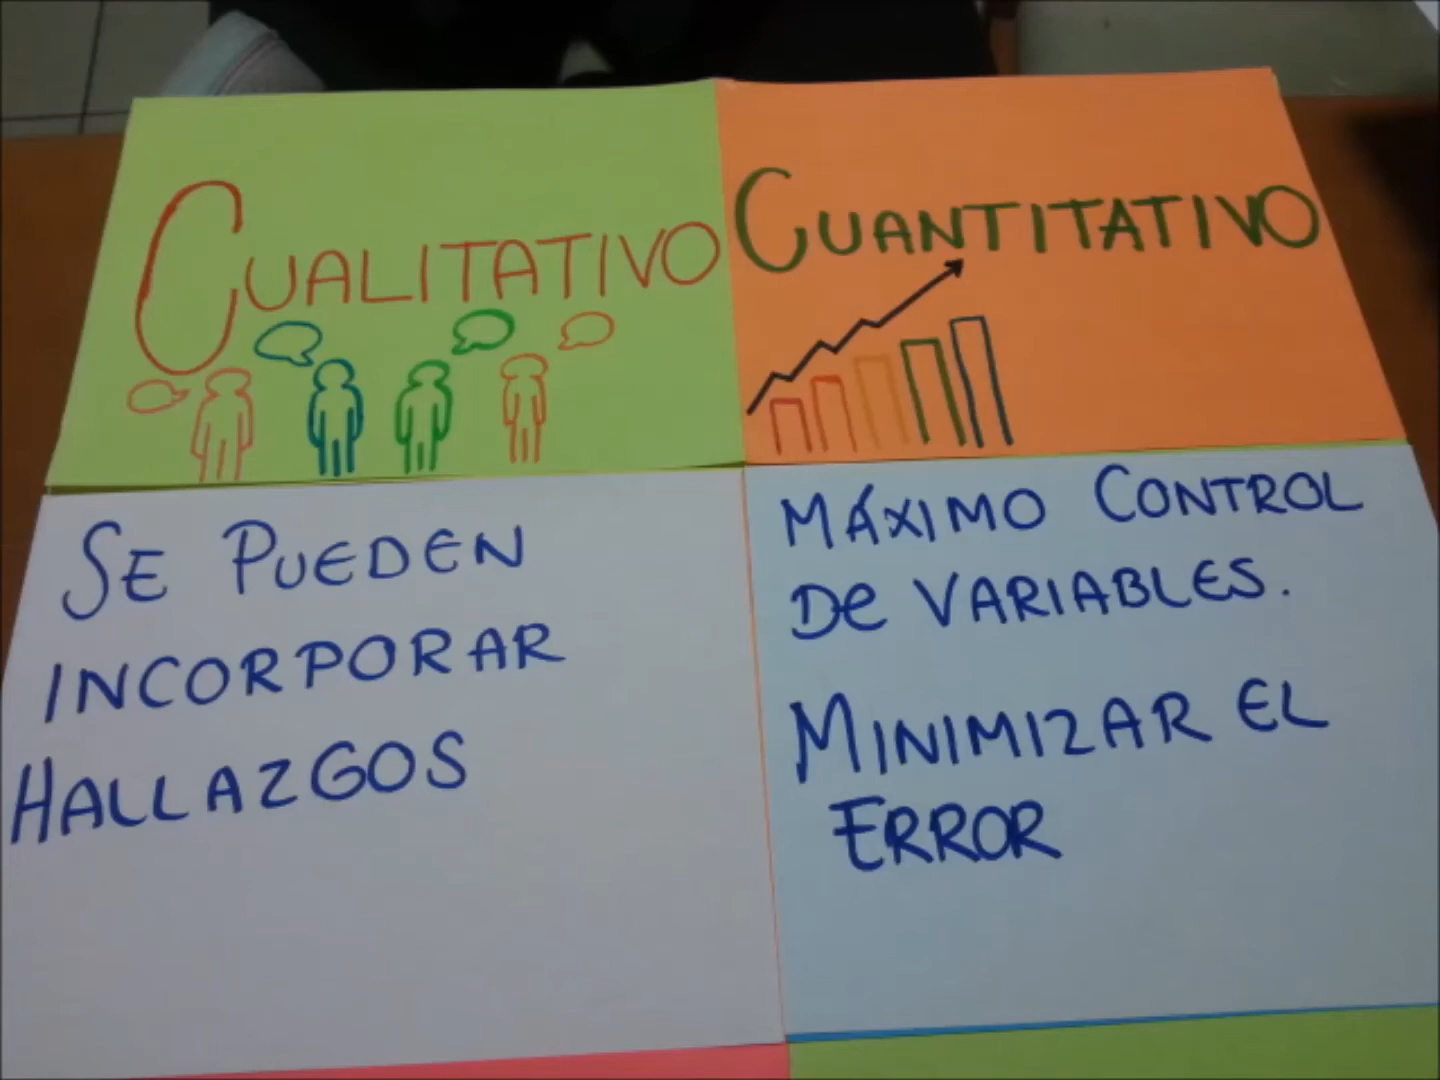 CUALITATIVO
CUANTITATIVO
SE PUEDEN
INCORPORAR
HALLAZGOS
MÁXIMO CONTROL
De VARIABLES.
MINIMIZAR EL
ERROR